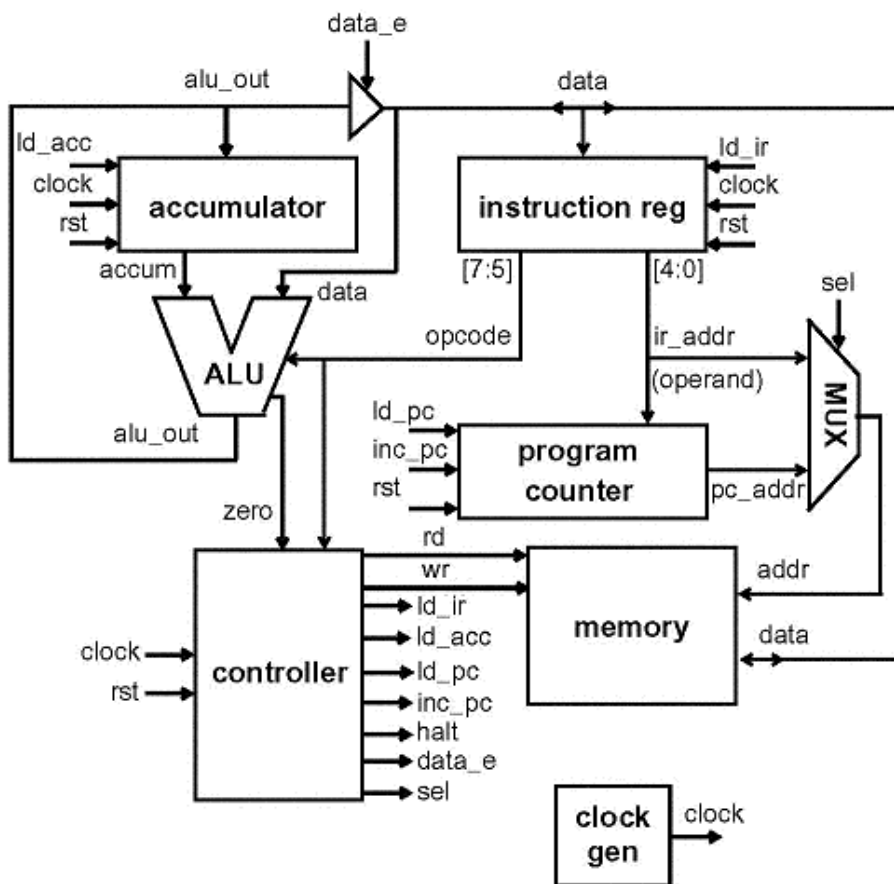 data_e
alu_out
data
ld_acc
clock
rst
accumulator
instruction reg
ld_ir
clock
rst
accum
data
[7:5]
[4:0]
sel
opcode
ir_addr
(operand)
ALU
MUX
alu_out
ld_pc
inc_pc
rst
program
counter
pc_addr
zero
rd
wr
ld_ir
ld_acc
ld_pc
inc_pc
halt
data_e
sel
clock
rst
controller
memory
addr
data
clock
gen
clock